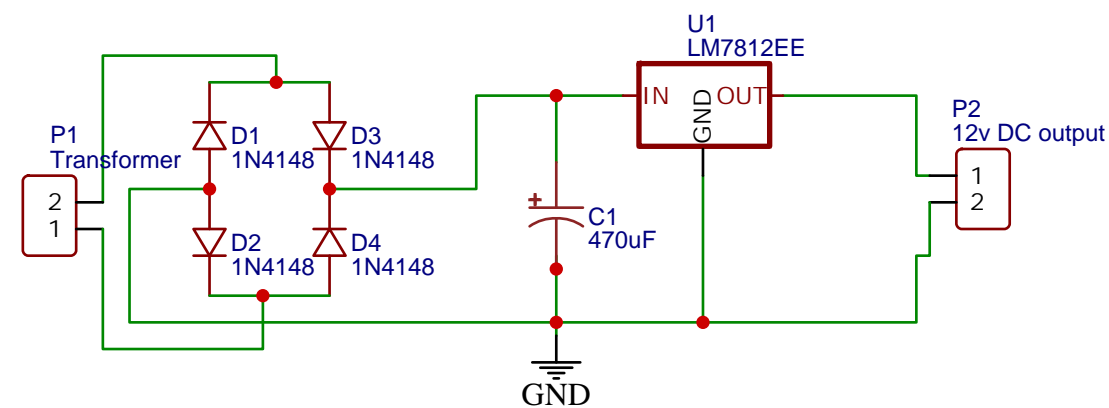 U1
LM7812EE
IN
GND
OUT
P2
12v DC output
1
2
P1
Transformer
2
1
D1
1N4148
D3
1N4148
D2
1N4148
D4
1N4148
+
C1
470uF
GND